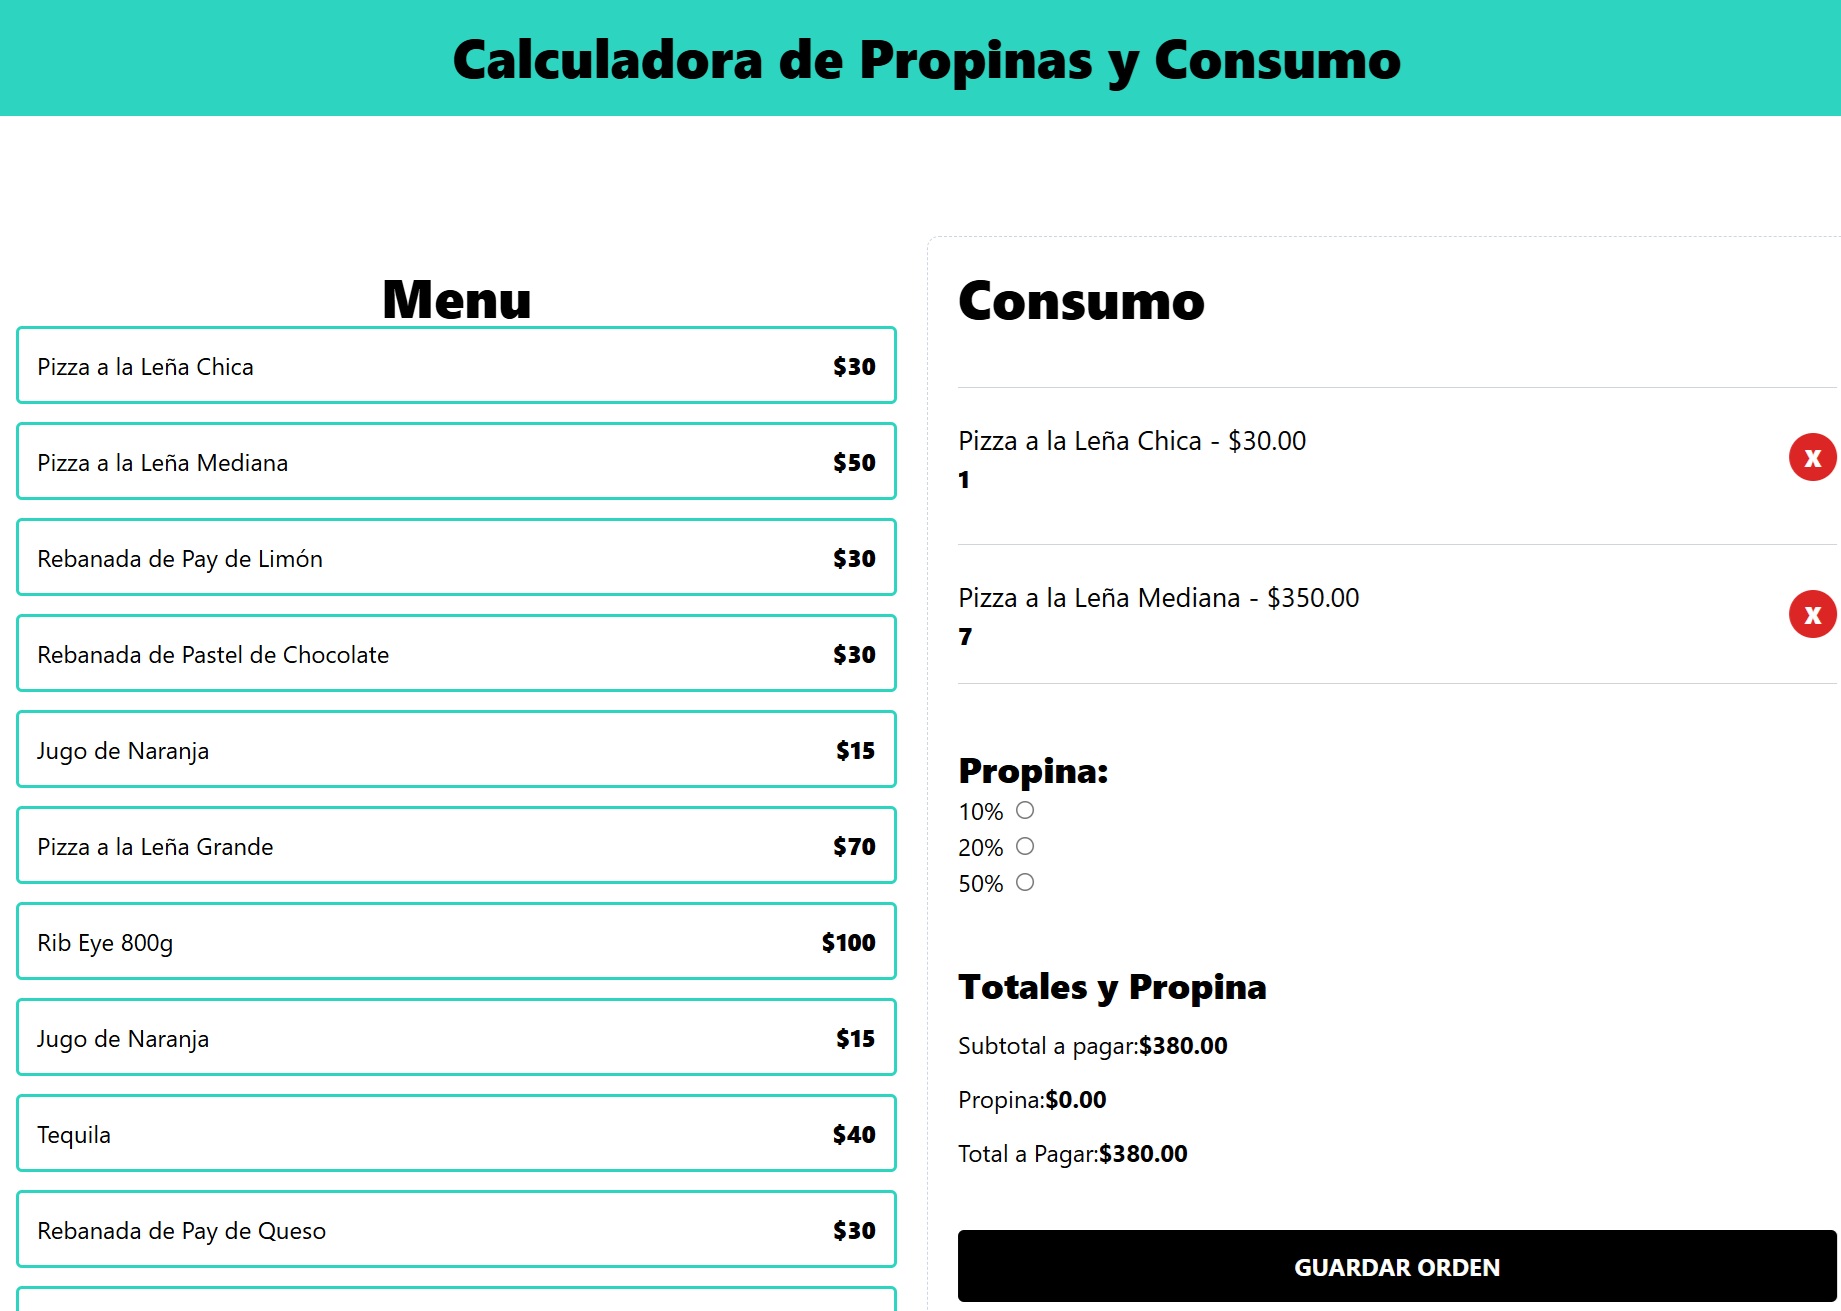 Calculadora de Propinas y Consumo
Menu
Pizza a la Leña Chica $30
Pizza a la Leña Mediana $50
Rebanada de Pay de Limón $30
Rebanada de Pastel de Chocolate $30
Jugo de Naranja $15
Pizza a la Leña Grande $70
Rib Eye 800g $100
Jugo de Naranja $15
Tequila $40
Rebanada de Pay de Queso $30
Consumo
Pizza a la Leña Chica - $30.00
1
X
Pizza a la Leña Mediana - $350.00
7
X
Propina:
10%
20%
50%
Totales y Propina
Subtotal a pagar:$380.00
Propina:$0.00
Total a Pagar:$380.00
GUARDAR ORDEN